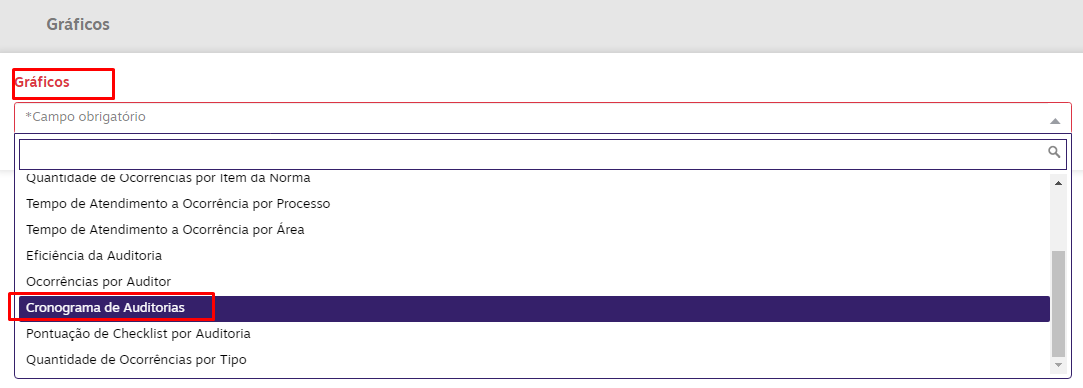 Gráficos
Gráficos
*Campo obrigatório
Quantidade de Ocorrências por Item da Norma
Tempo de Atendimento a Ocorrência por Processo
Tempo de Atendimento a Ocorrência por Área
Eficiência da Auditoria
Ocorrências por Auditor
Cronograma de Auditorias
Pontuação de Checklist por Auditoria
Quantidade de Ocorrências por Tipo